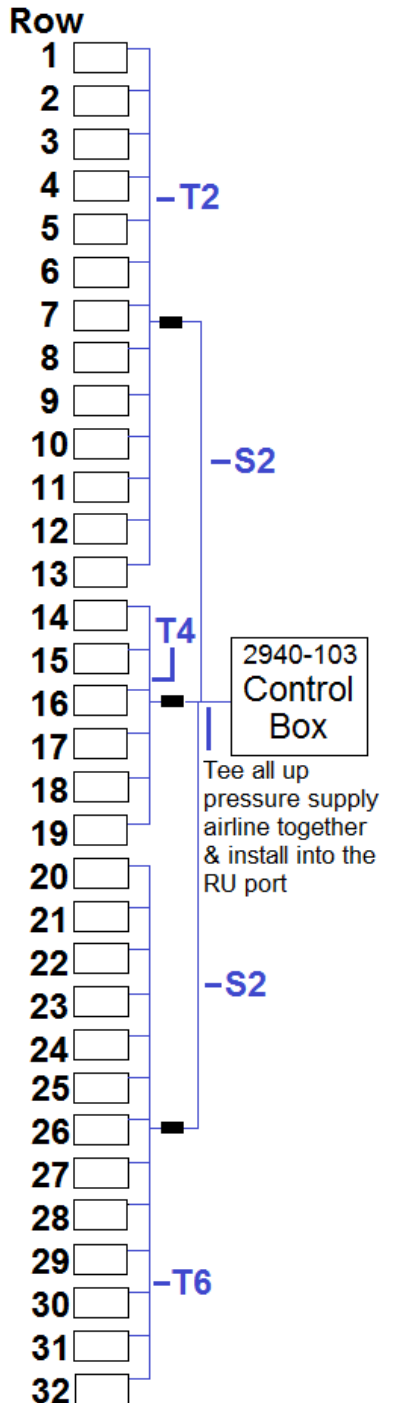 Row
1
2
3
4
–T2
5
6
7
8
9
10
–S2
11
12
13
14
T4
15
2940-103
Control
Box
16
17
Tee all up
pressure supply
airline together
& install into the
RU port
18
19
20
21
22
–S2
23
24
25
26
27
28
29
–T6
30
31
32